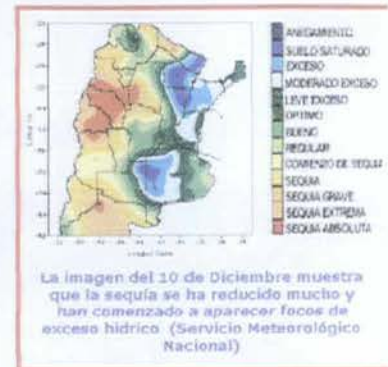 ANEGAMIENTO
SUELO SATURADO
EXCESO
MODERADO EXCESO
LEVE EXCESO
OPTIMO
BUENO
REGULAR
COMIENZO DE SEQUIA
SEQUIA
SEQUIA GRAVE
SEQUIA EXTREMA
SEQUIA ABSOLUTA
La imagen del 10 de Diciembre muestra
que la sequía se ha reducido mucho y
han comenzado a aparecer focos de
exceso hídrico (Servicio Meteorológico
Nacional)